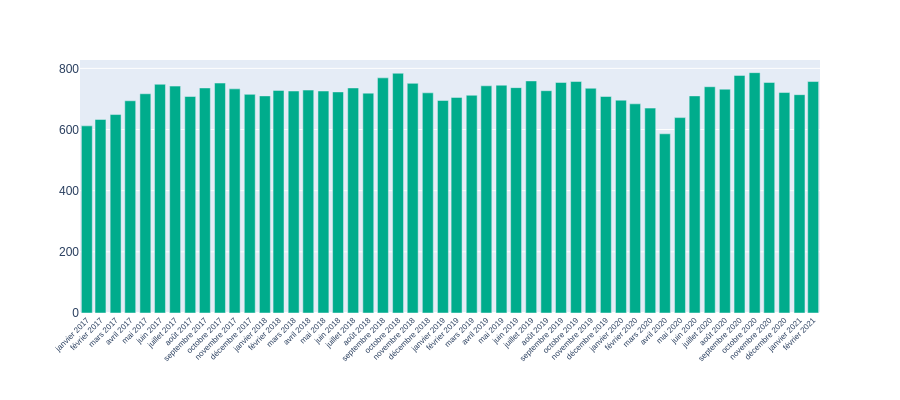 800
600
400
200
0
janvier 2017
février 2017
mars 2017
avril 2017
mai 2017
juin 2017
juillet 2017
août 2017
septembre 2017
octobre 2017
novembre 2017
décembre 2017
janvier 2018
février 2018
mars 2018
avril 2018
mai 2018
juin 2018
juillet 2018
août 2018
septembre 2018
octobre 2018
novembre 2018
décembre 2018
janvier 2019
février 2019
mars 2019
avril 2019
mai 2019
juin 2019
juillet 2019
août 2019
septembre 2019
octobre 2019
novembre 2019
décembre 2019
janvier 2020
février 2020
mars 2020
avril 2020
mai 2020
juin 2020
juillet 2020
août 2020
septembre 2020
octobre 2020
novembre 2020
décembre 2020
janvier 2021
février 2021